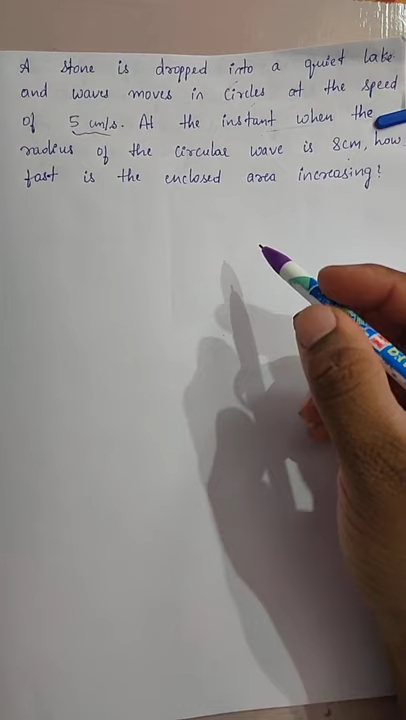 A stone is dropped into a quiet lake
and waves moves in circles at the speed
of 5 cm/s. At the instant when the
radius of the circular wave is 8cm, how
fast is the enclosed area increasing?